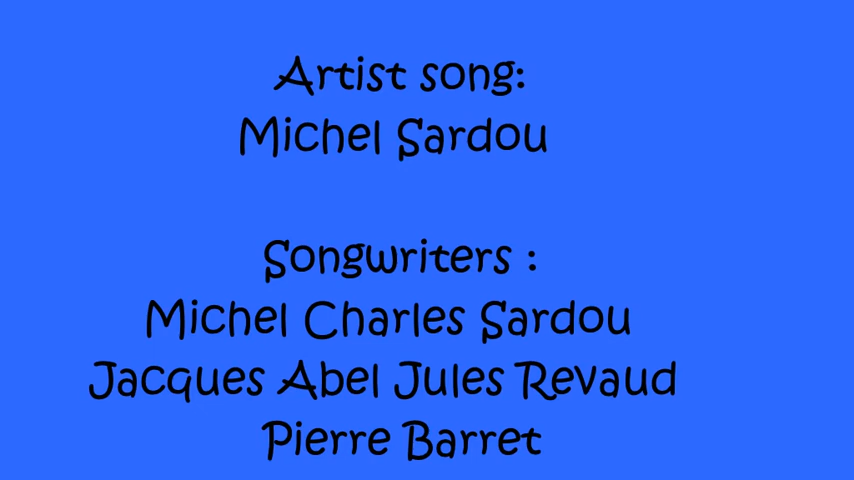 Artist song:
Michel Sardou
Songwriters :
Michel Charles Sardou
Jacques Abel Jules Revaud
Pierre Barret